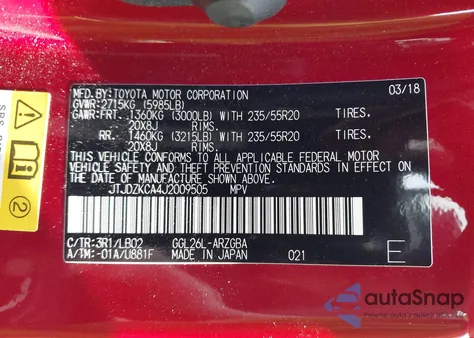 MFD.BY:TOYOTA MOTOR CORPORATION 03/18
GVWR:2715KG (5985LB)
GAWR:FRT. 1360KG (3000LB) WITH 235/55R20 TIRES.
20X8J RIMS.
RR. 1460KG (3215LB) WITH 235/55R20 TIRES.
20X8J RIMS.
THIS VEHICLE CONFORMS TO ALL APPLICABLE FEDERAL MOTOR
VEHICLE SAFETY, BUMPER, AND THEFT PREVENTION STANDARDS
IN EFFECT ON THE DATE OF MANUFACTURE SHOWN ABOVE.
JTJDZKCA4J2009505 MPV
C/TR:3R1/LB02 GGL26L-ARZGBA
A/TM:-01A/U881F MADE IN JAPAN 021 E
SRS
2
autoSnap